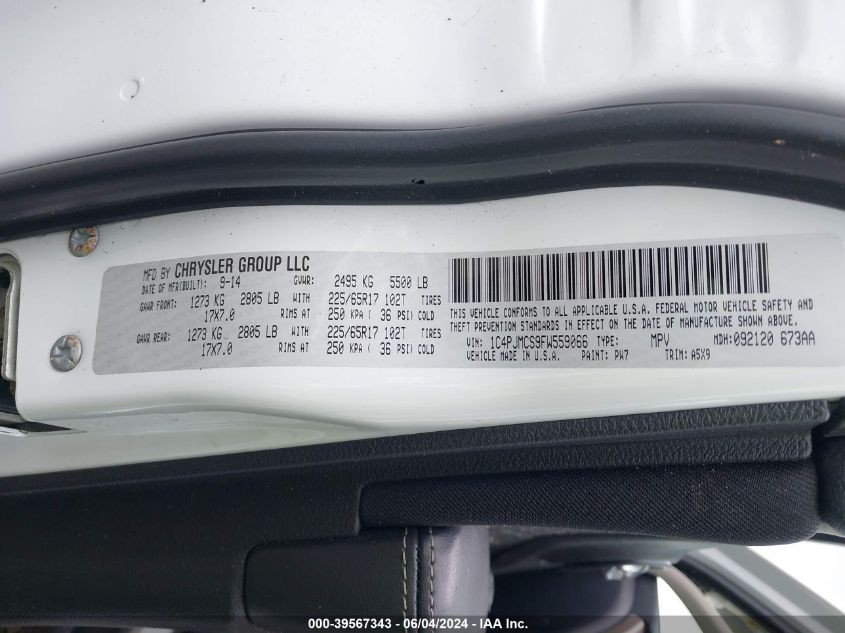 MFD BY CHRYSLER GROUP LLC
DATE OF MFR(BUILT): 9-14 GVWR: 2495 KG 5500 LB
GAWR FRONT: 1273 KG 2805 LB WITH 225/65R17 102T TIRES
17X7.0 RIMS AT 250 KPA ( 36 PSI) COLD
GAWR REAR: 1273 KG 2805 LB WITH 225/65R17 102T TIRES
17X7.0 RIMS AT 250 KPA ( 36 PSI) COLD
THIS VEHICLE CONFORMS TO ALL APPLICABLE U.S.A. FEDERAL MOTOR VEHICLE SAFETY AND
THEFT PREVENTION STANDARDS IN EFFECT ON THE DATE OF MANUFACTURE SHOWN ABOVE.
VIN: 1C4PJMCS9FW559066 TYPE: MPV MDH:092120 673AA
VEHICLE MADE IN U.S.A. PAINT: PW7 TRIM: A5X9
000-39567343 / 06/04/2024 - © - IAA Inc.